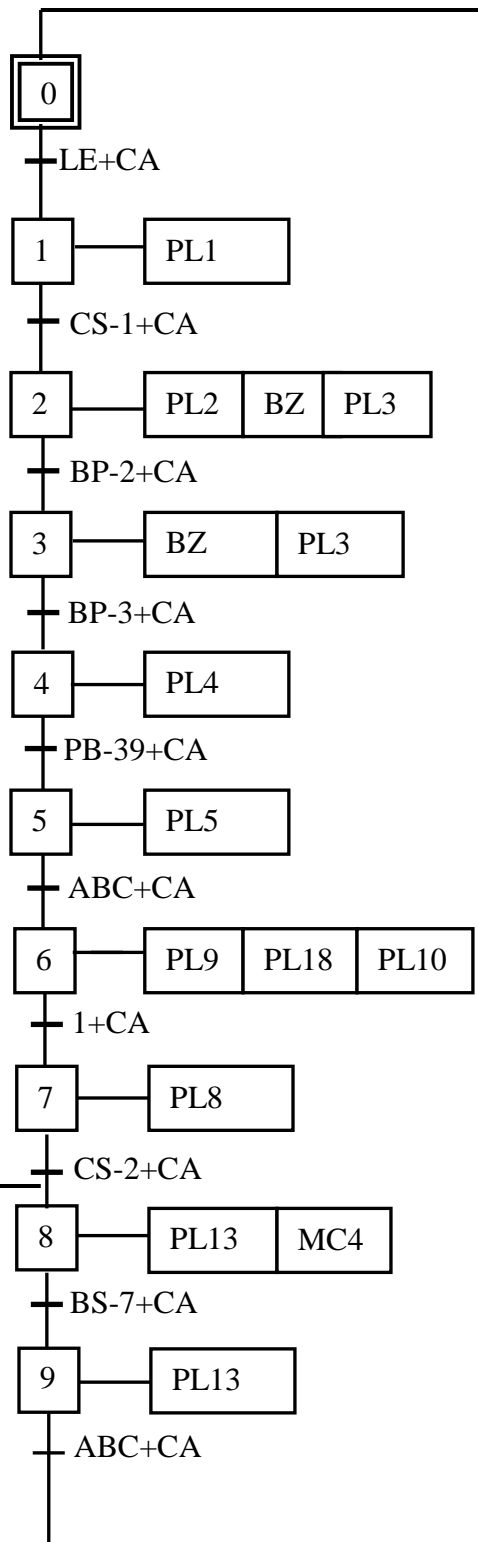 0
LE+CA
1 PL1
CS-1+CA
2 PL2 BZ PL3
BP-2+CA
3 BZ PL3
BP-3+CA
4 PL4
PB-39+CA
5 PL5
ABC+CA
6 PL9 PL18 PL10
1+CA
7 PL8
CS-2+CA
8 PL13 MC4
BS-7+CA
9 PL13
ABC+CA